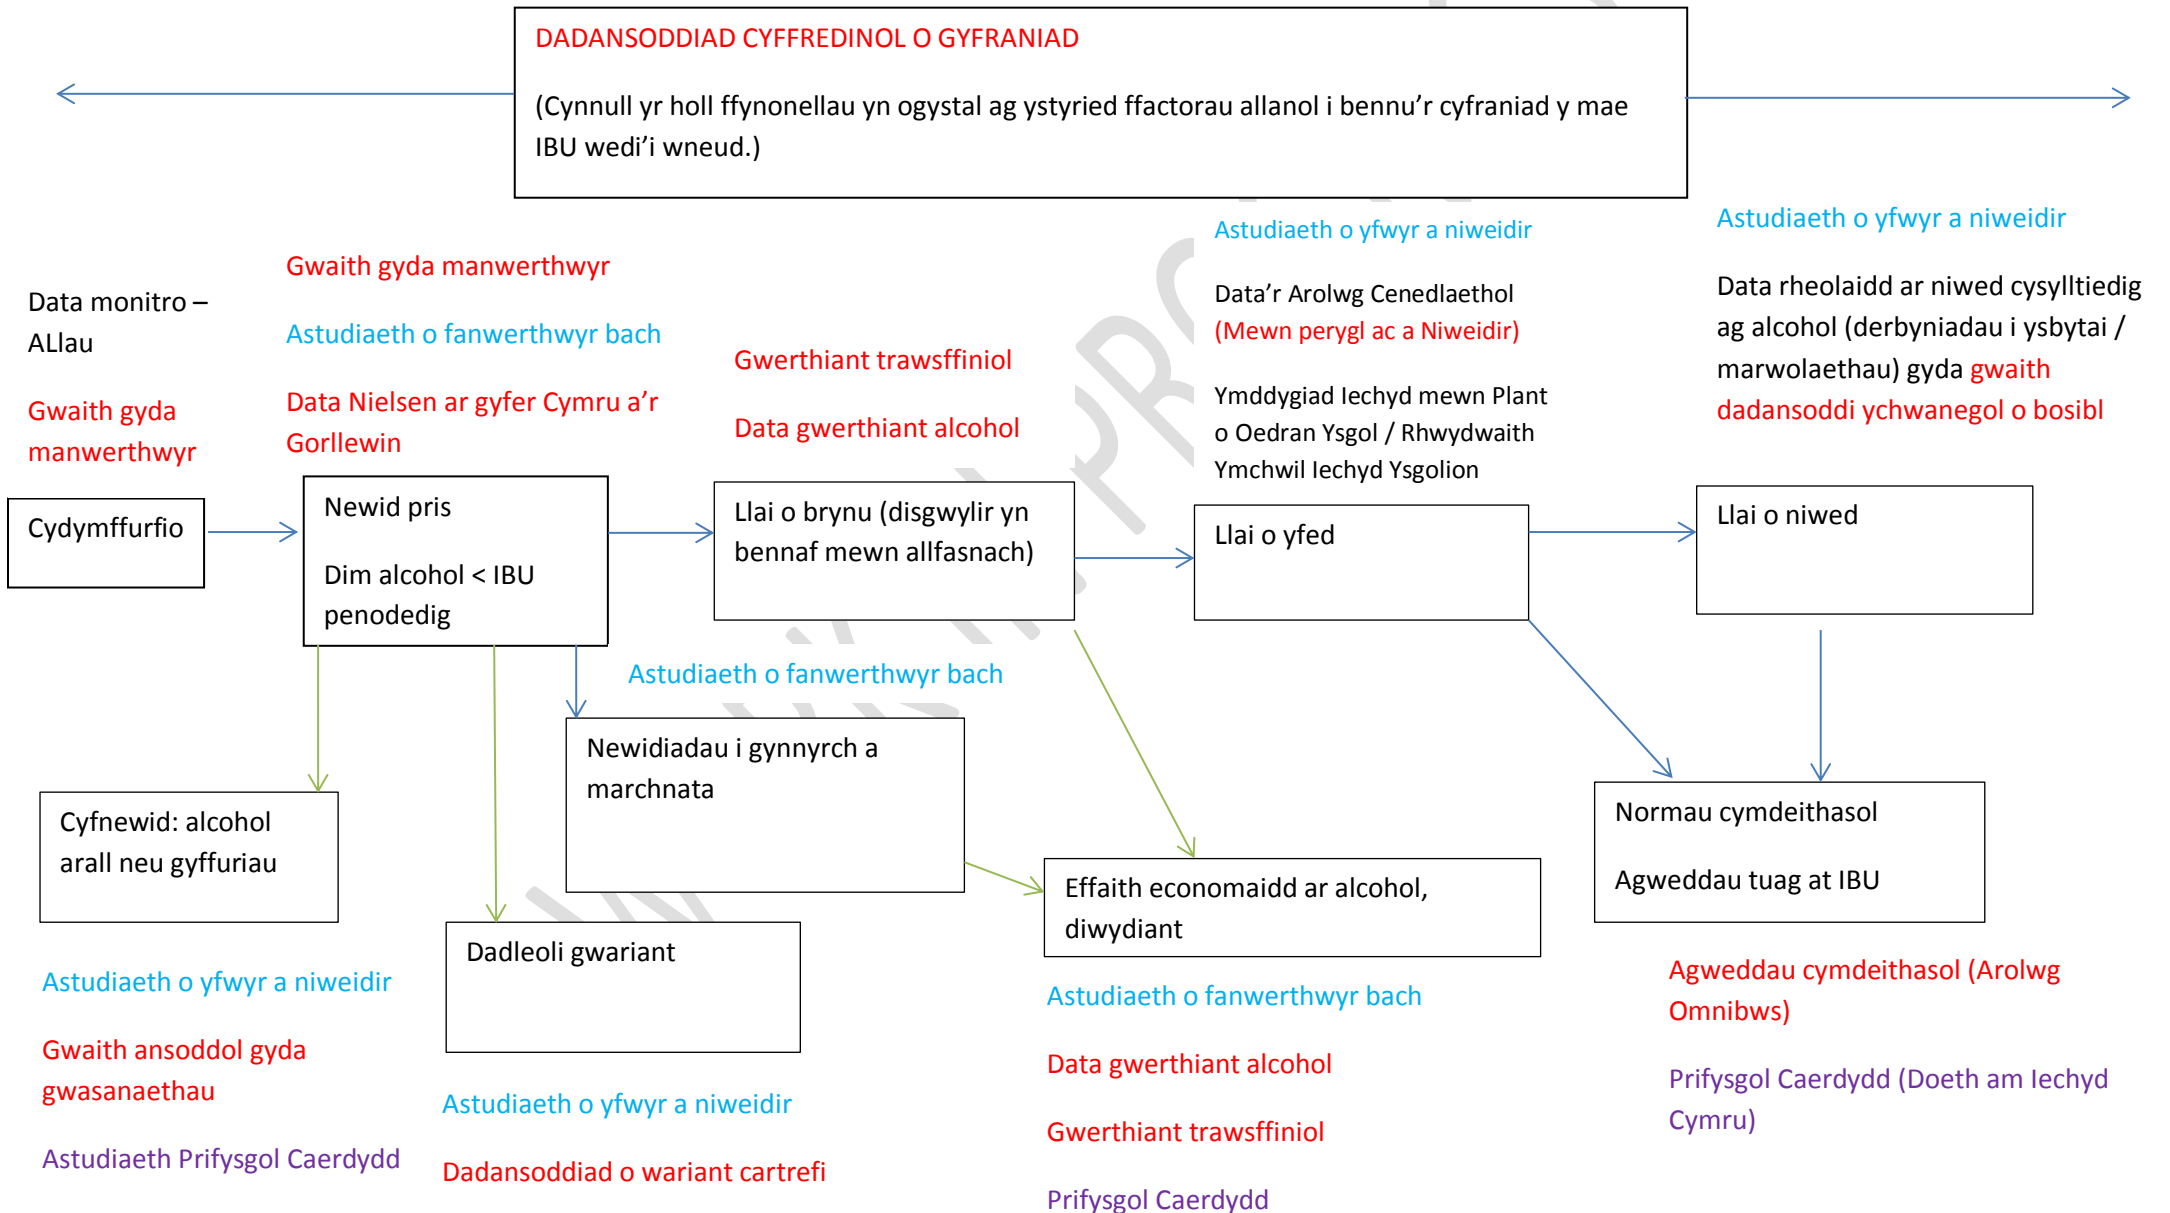 DADANSODDIAD CYFFREDINOL O GYFRANIAD
(Cynnull yr holl ffynonellau yn ogystal ag ystyried ffactorau allanol i bennu'r cyfraniad y mae
IBU wedi'i wneud.)
Data monitro –
ALlau
Gwaith gyda
manwerthwyr
Gwaith gyda manwerthwyr
Astudiaeth o fanwerthwyr bach
Data Nielsen ar gyfer Cymru a'r
Gorllewin
Gwerthiant trawsffiniol
Data gwerthiant alcohol
Astudiaeth o yfwyr a niweidir
Data'r Arolwg Cenedlaethol
(Mewn perygl ac a Niweidir)
Ymddygiad Iechyd mewn Plant
o Oedran Ysgol / Rhwydwaith
Ymchwil Iechyd Ysgolion
Astudiaeth o yfwyr a niweidir
Data rheolaidd ar niwed cysylltiedig
ag alcohol (derbyniadau i ysbytai /
marwolaethau) gyda gwaith
dadansoddi ychwanegol o bosibl
Cydymffurfio
Newid pris
Dim alcohol < IBU
penodedig
Llai o brynu (disgwylir yn
bennaf mewn allfasnach)
Llai o yfed
Llai o niwed
Astudiaeth o fanwerthwyr bach
Newidiadau i gynnyrch a
marchnata
Cyfnewid: alcohol
arall neu gyffuriau
Dadleoli gwariant
Effaith economaidd ar alcohol,
diwydiant
Normau cymdeithasol
Agweddau tuag at IBU
Astudiaeth o yfwyr a niweidir
Gwaith ansoddol gyda
gwasanaethau
Astudiaeth Prifysgol Caerdydd
Astudiaeth o yfwyr a niweidir
Dadansoddiad o wariant cartrefi
Astudiaeth o fanwerthwyr bach
Data gwerthiant alcohol
Gwerthiant trawsffiniol
Prifysgol Caerdydd
Agweddau cymdeithasol (Arolwg
Omnibws)
Prifysgol Caerdydd (Doeth am Iechyd
Cymru)